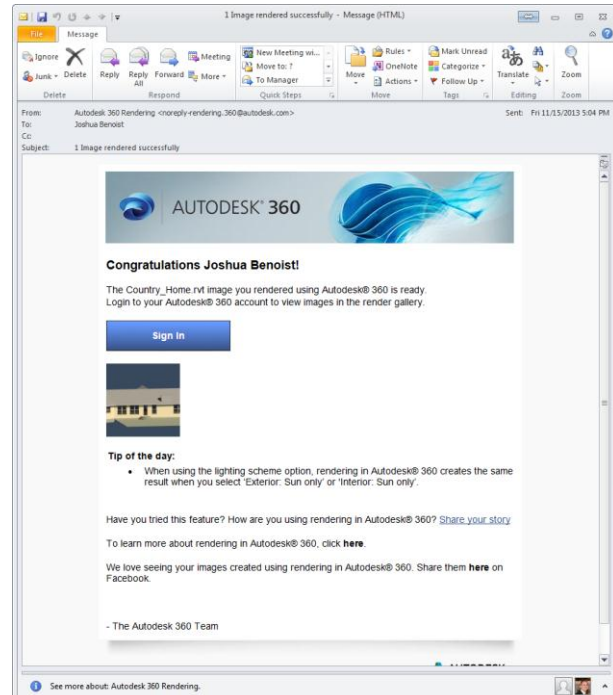 1 Image rendered successfully - Message (HTML)
File
Message
Ignore
Junk
Delete
Reply
Reply All
Forward
Meeting
More
New Meeting wi...
Move to: ?
To Manager
Move
Rules
OneNote
Actions
Mark Unread
Categorize
Follow Up
Translate
Zoom
Delete
Respond
Quick Steps
Move
Tags
Editing
Zoom
From: Autodesk 360 Rendering <noreply-rendering.360@autodesk.com>
Sent: Fri 11/15/2013 5:04 PM
To: Joshua Benoist
Cc:
Subject: 1 Image rendered successfully
AUTODESK® 360
Congratulations Joshua Benoist!
The Country_Home.rvt image you rendered using Autodesk® 360 is ready.
Login to your Autodesk® 360 account to view images in the render gallery.
Sign In
Tip of the day:
• When using the lighting scheme option, rendering in Autodesk® 360 creates the same
result when you select 'Exterior: Sun only' or 'Interior: Sun only'.
Have you tried this feature? How are you using rendering in Autodesk® 360? Share your story
To learn more about rendering in Autodesk® 360, click here.
We love seeing your images created using rendering in Autodesk® 360. Share them here on
Facebook.
- The Autodesk 360 Team
See more about: Autodesk 360 Rendering.